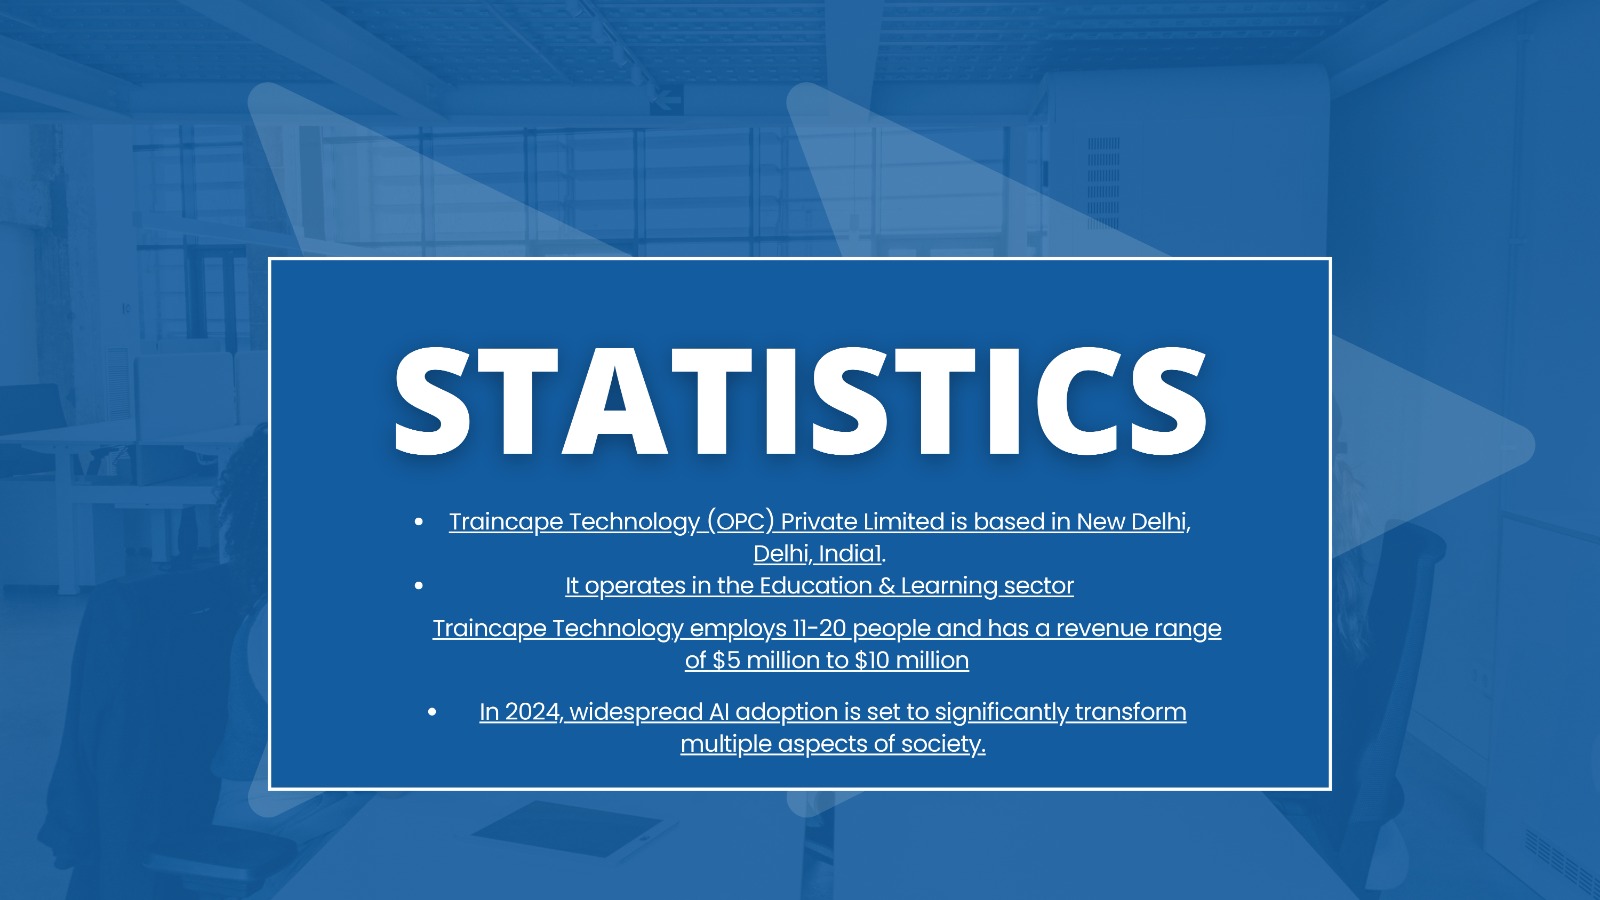 STATISTICS
• Traincape Technology (OPC) Private Limited is based in New Delhi,
Delhi, India1.
• It operates in the Education & Learning sector
Traincape Technology employs 11-20 people and has a revenue range
of $5 million to $10 million
• In 2024, widespread AI adoption is set to significantly transform
multiple aspects of society.